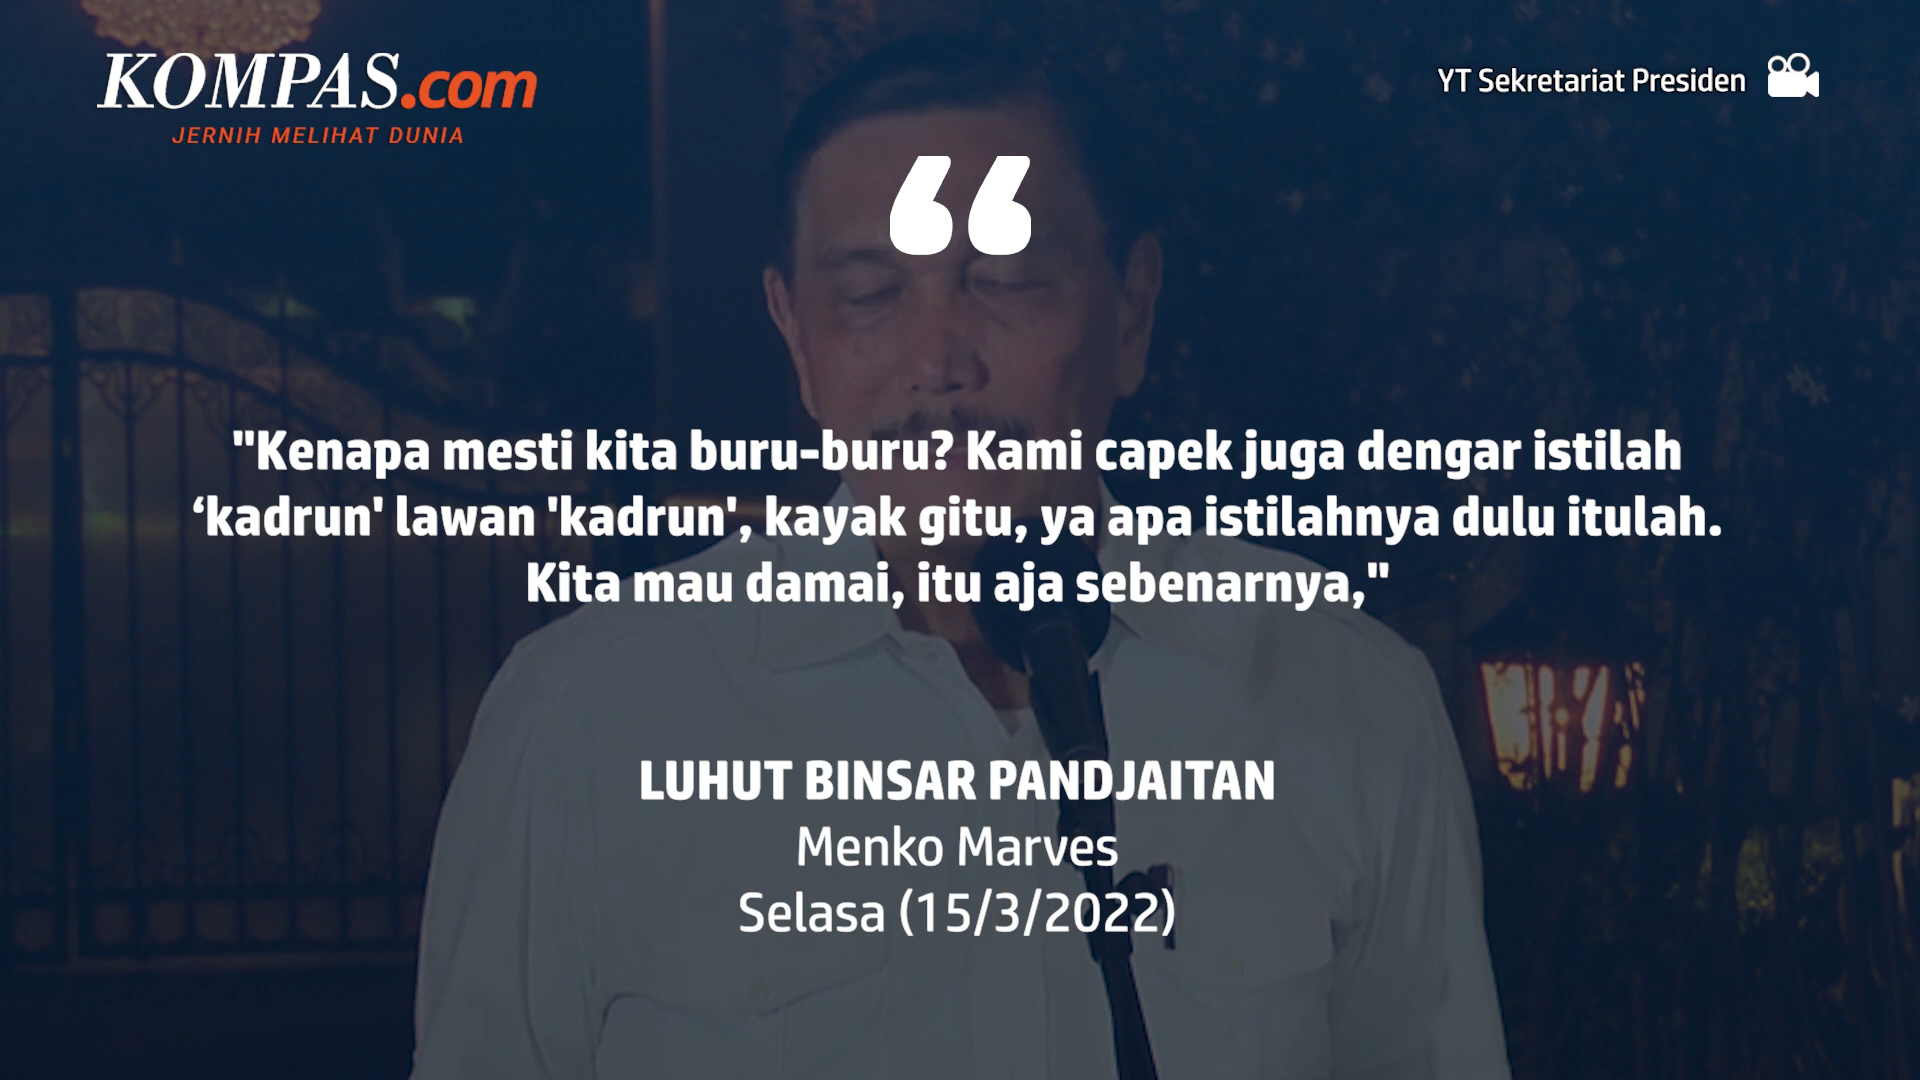 KOMPAS.com
JERNIH MELIHAT DUNIA
YT Sekretariat Presiden
"Kenapa mesti kita buru-buru? Kami capek juga dengar istilah
‘kadrun' lawan 'kadrun', kayak gitu, ya apa istilahnya dulu itulah.
Kita mau damai, itu aja sebenarnya,"
LUHUT BINSAR PANDJAITAN
Menko Marves
Selasa (15/3/2022)